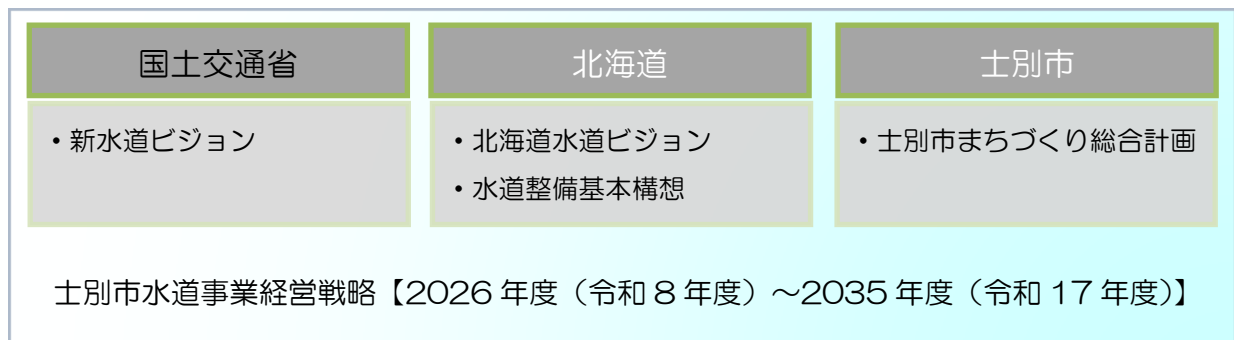 国土交通省
・新水道ビジョン
北海道
・北海道水道ビジョン
・水道整備基本構想
士別市
・士別市まちづくり総合計画
士別市水道事業経営戦略【2026 年度（令和 8 年度）～2035 年度（令和 17 年度）】